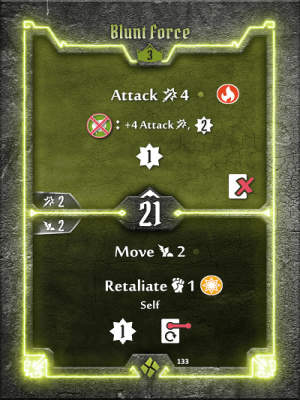 Blunt Force
3
Attack 4
: +4 Attack , 2
1
2
21
2
Move 2
Retaliate 1
Self
1
133